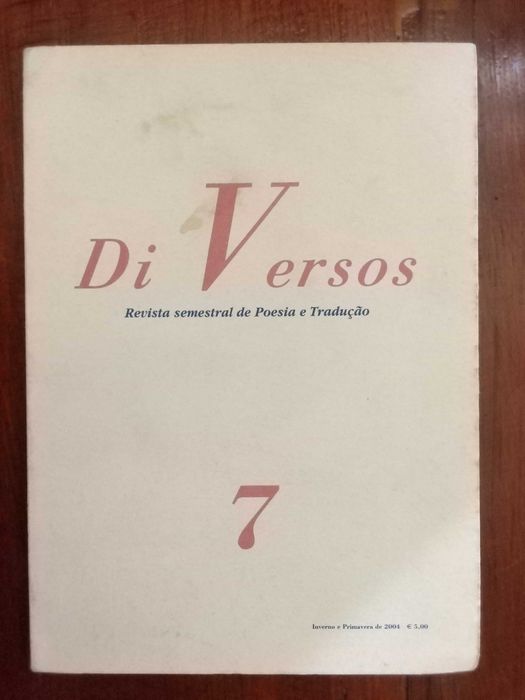 Di Versos
Revista semestral de Poesia e Tradução
7
Inverno e Primavera de 2004 € 5,00